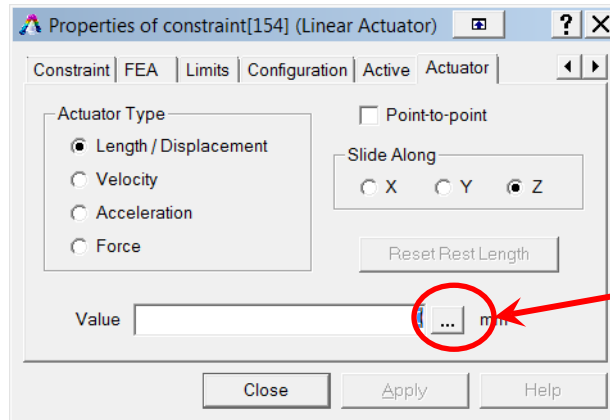 Properties of constraint[154] (Linear Actuator) ? X
Constraint FEA Limits Configuration Active Actuator
Actuator Type
Length / Displacement
Velocity
Acceleration
Force
Point-to-point
Slide Along
X Y Z
Reset Rest Length
Value ... mm
Close Apply Help